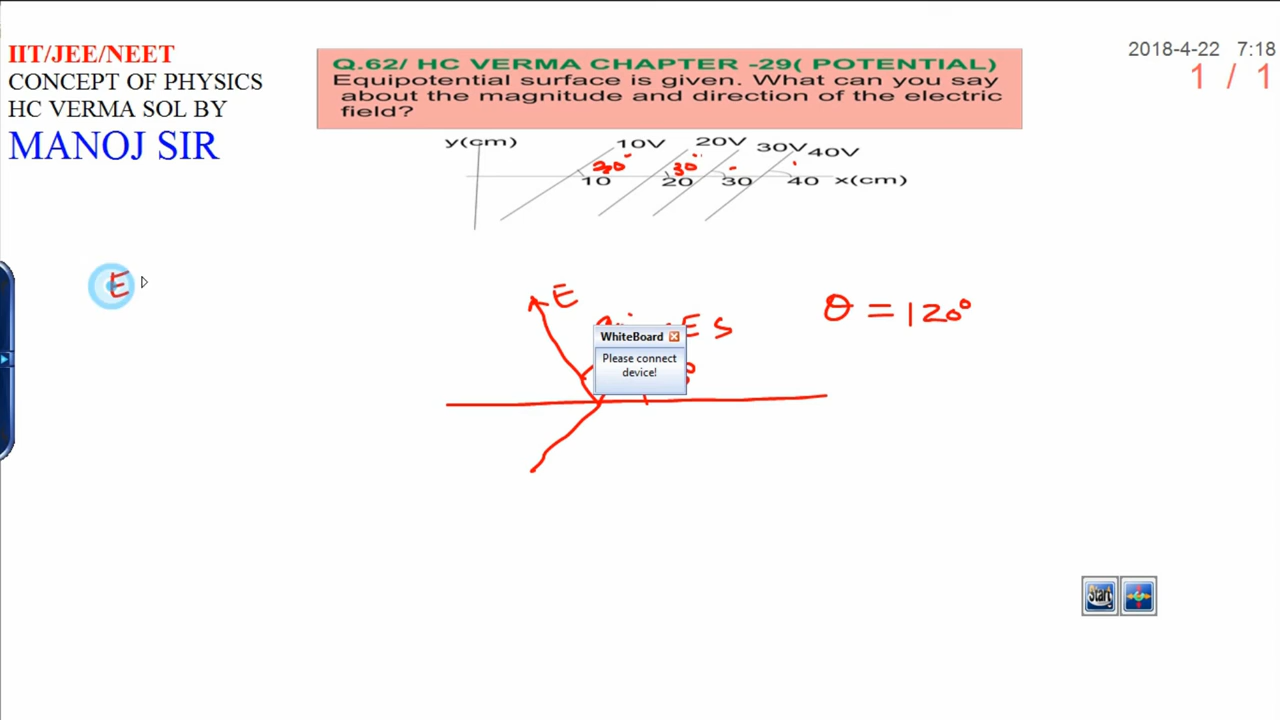 IIT/JEE/NEET
CONCEPT OF PHYSICS
HC VERMA SOL BY
MANOJ SIR
2018-4-22 7:18
1 / 1
Q.62/ HC VERMA CHAPTER -29( POTENTIAL)
Equipotential surface is given. What can you say
about the magnitude and direction of the electric
field?
y(cm) 10V 20V 30V 40V
30° 30°
10 20 30 40 x(cm)
E
E
E S
θ = 120°
WhiteBoard
Please connect
device!
Start